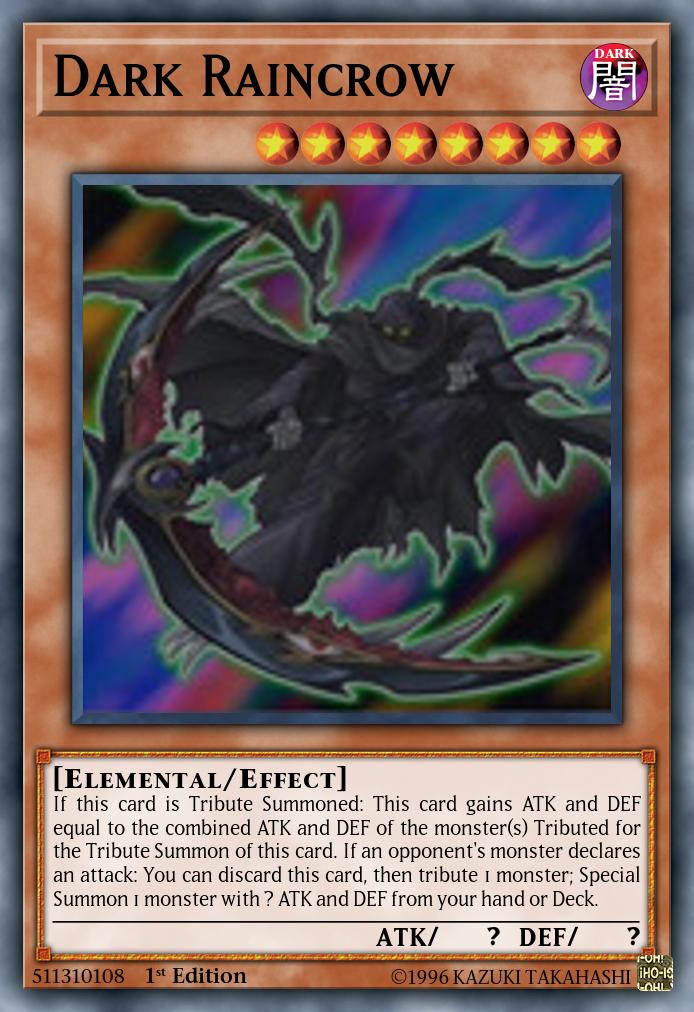 Dark Raincrow
DARK
闇
[Elemental/Effect]
If this card is Tribute Summoned: This card gains ATK and DEF
equal to the combined ATK and DEF of the monster(s) Tributed for
the Tribute Summon of this card. If an opponent's monster declares
an attack: You can discard this card, then tribute 1 monster; Special
Summon 1 monster with ? ATK and DEF from your hand or Deck.
ATK/ ? DEF/ ?
511310108 1st Edition ©1996 KAZUKI TAKAHASHI